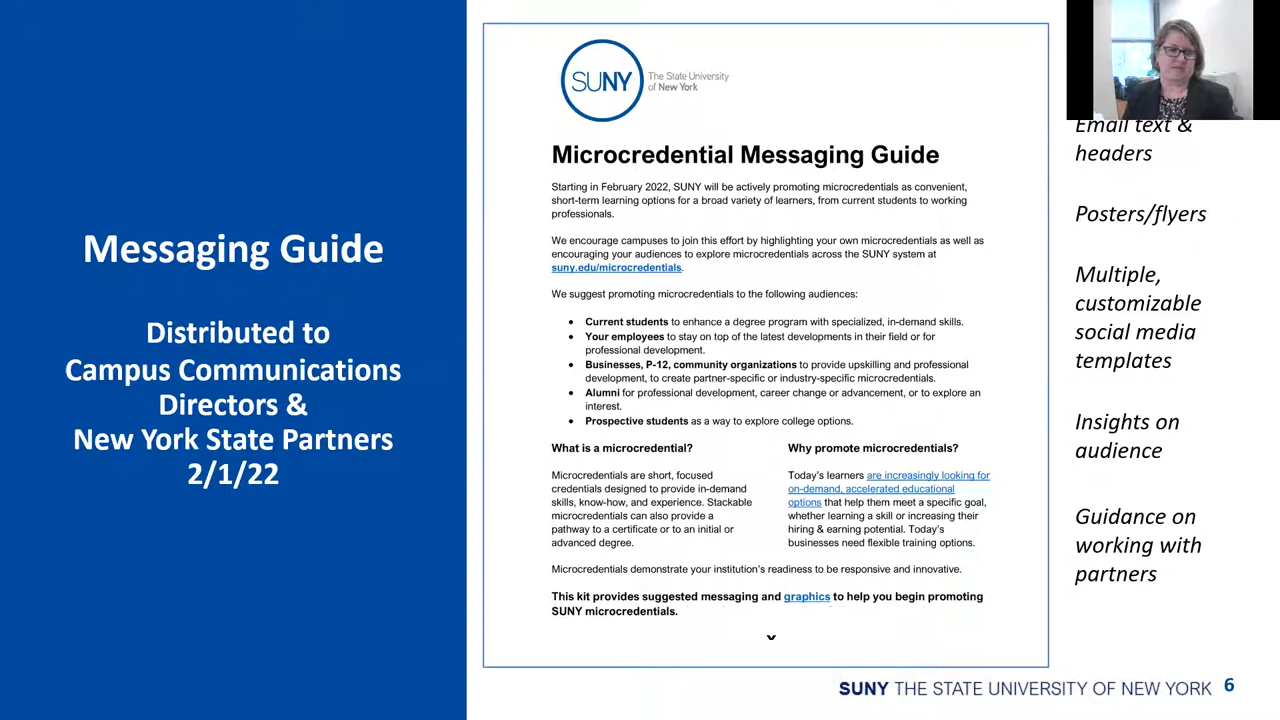 Messaging Guide
Distributed to
Campus Communications
Directors &
New York State Partners
2/1/22
SUNY
The State University
of New York
Microcredential Messaging Guide
Starting in February 2022, SUNY will be actively promoting microcredentials as convenient,
short-term learning options for a broad variety of learners, from current students to working
professionals.
We encourage campuses to join this effort by highlighting your own microcredentials as well as
encouraging your audiences to explore microcredentials across the SUNY system at
suny.edu/microcredentials.
We suggest promoting microcredentials to the following audiences:
• Current students to enhance a degree program with specialized, in-demand skills.
• Your employees to stay on top of the latest developments in their field or for
professional development.
• Businesses, P-12, community organizations to provide upskilling and professional
development, to create partner-specific or industry-specific microcredentials.
• Alumni for professional development, career change or advancement, or to explore an
interest.
• Prospective students as a way to explore college options.
What is a microcredential?
Microcredentials are short, focused
credentials designed to provide in-demand
skills, know-how, and experience. Stackable
microcredentials can also provide a
pathway to a certificate or to an initial or
advanced degree.
Why promote microcredentials?
Today's learners are increasingly looking for
on-demand, accelerated educational
options that help them meet a specific goal,
whether learning a skill or increasing their
hiring & earning potential. Today's
businesses need flexible training options.
Microcredentials demonstrate your institution's readiness to be responsive and innovative.
This kit provides suggested messaging and graphics to help you begin promoting
SUNY microcredentials.
Email text &
headers
Posters/flyers
Multiple,
customizable
social media
templates
Insights on
audience
Guidance on
working with
partners
SUNY THE STATE UNIVERSITY OF NEW YORK 6